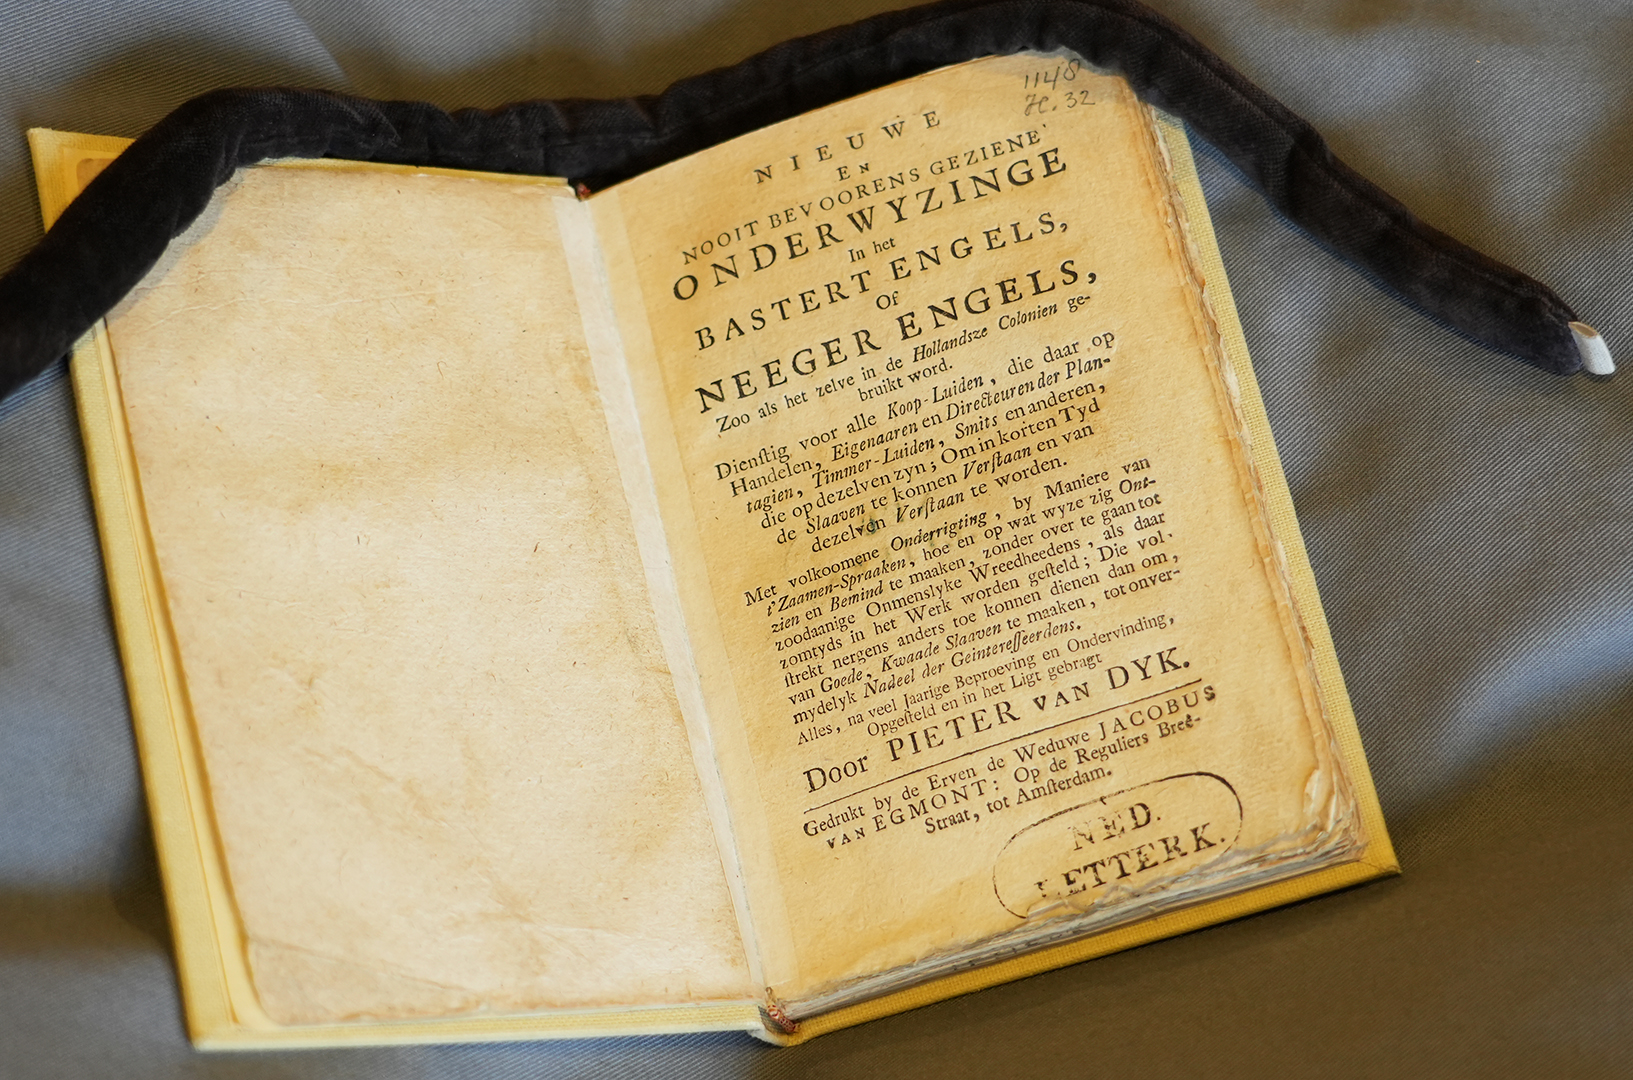 1148
H. 32
NIEUWE
EN
NOOIT BEVOORENS GEZIENE
ONDERWYZINGE
In het
BASTERT ENGELS,
Of
NEEGER ENGELS,
Zoo als het zelve in de Hollandsze Colonien ge-
bruikt word.
Dienſtig voor alle Koop-Luiden, die daar op
Handelen, Eigenaaren en Directeuren der Plan-
tagien, Timmer-Luiden, Smits en anderen,
die op dezelven zyn; Om in korten Tyd
de Slaaven te konnen Verſtaan en van
dezelven Verſtaan te worden.
Met volkoomene Onderrigting, by Maniere van
t'Zaamen-Spraaken, hoe en op wat wyze zig Ont-
zien en Bemind te maaken, zonder over te gaan tot
zoodaanige Onmenslyke Wreedheedens, als daar
zomtyds in het Werk worden geſteld; Die vol-
ſtrekt nergens anders toe konnen dienen dan om,
van Goede, Kwaade Slaaven te maaken, tot onver-
mydelyk Nadeel der Geintereſſeerdens.
Alles, na veel Jaarige Beproeving en Ondervinding,
Opgeſteld en in het Ligt gebragt
Door PIETER VAN DYK.
Gedrukt by de Erven de Weduwe JACOBUS
VAN EGMONT: Op de Reguliers Breê-
Straat, tot Amſterdam.
NED.
LETTERK.